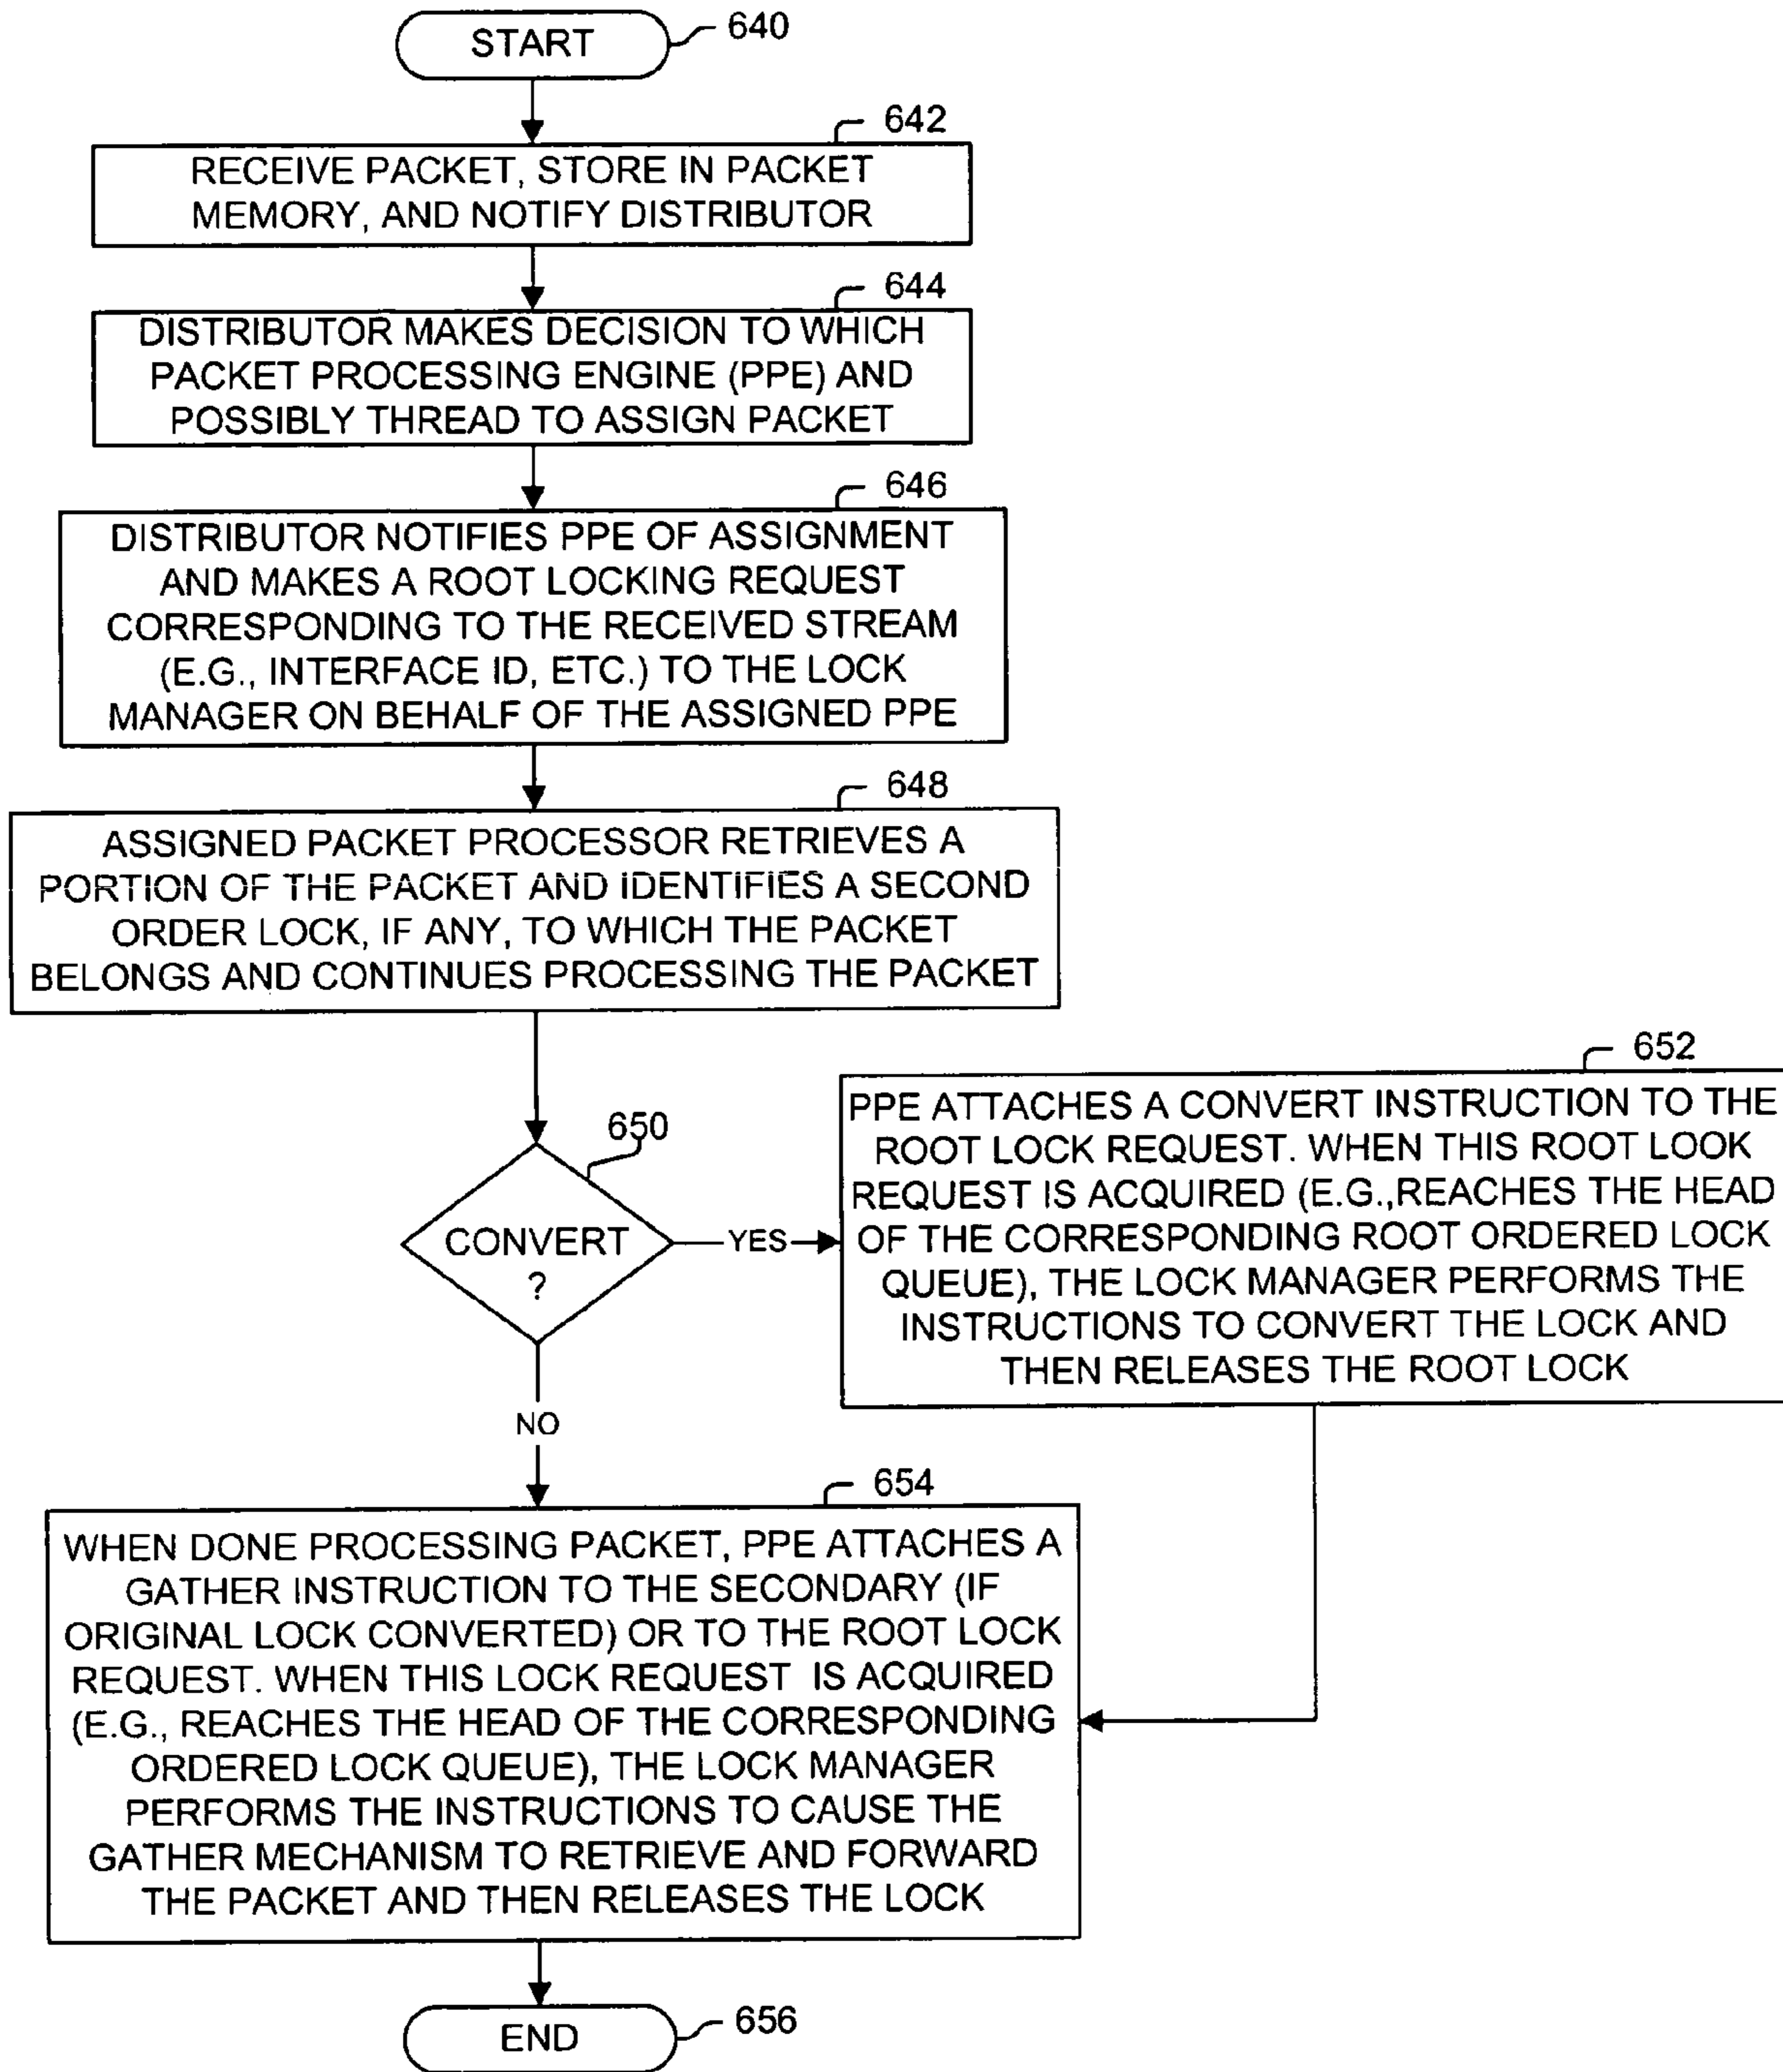 START
640
642
RECEIVE PACKET, STORE IN PACKET
MEMORY, AND NOTIFY DISTRIBUTOR
644
DISTRIBUTOR MAKES DECISION TO WHICH
PACKET PROCESSING ENGINE (PPE) AND
POSSIBLY THREAD TO ASSIGN PACKET
646
DISTRIBUTOR NOTIFIES PPE OF ASSIGNMENT
AND MAKES A ROOT LOCKING REQUEST
CORRESPONDING TO THE RECEIVED STREAM
(E.G., INTERFACE ID, ETC.) TO THE LOCK
MANAGER ON BEHALF OF THE ASSIGNED PPE
648
ASSIGNED PACKET PROCESSOR RETRIEVES A
PORTION OF THE PACKET AND IDENTIFIES A SECOND
ORDER LOCK, IF ANY, TO WHICH THE PACKET
BELONGS AND CONTINUES PROCESSING THE PACKET
650
CONVERT
?
YES
NO
652
PPE ATTACHES A CONVERT INSTRUCTION TO THE
ROOT LOCK REQUEST. WHEN THIS ROOT LOOK
REQUEST IS ACQUIRED (E.G.,REACHES THE HEAD
OF THE CORRESPONDING ROOT ORDERED LOCK
QUEUE), THE LOCK MANAGER PERFORMS THE
INSTRUCTIONS TO CONVERT THE LOCK AND
THEN RELEASES THE ROOT LOCK
654
WHEN DONE PROCESSING PACKET, PPE ATTACHES A
GATHER INSTRUCTION TO THE SECONDARY (IF
ORIGINAL LOCK CONVERTED) OR TO THE ROOT LOCK
REQUEST. WHEN THIS LOCK REQUEST IS ACQUIRED
(E.G., REACHES THE HEAD OF THE CORRESPONDING
ORDERED LOCK QUEUE), THE LOCK MANAGER
PERFORMS THE INSTRUCTIONS TO CAUSE THE
GATHER MECHANISM TO RETRIEVE AND FORWARD
THE PACKET AND THEN RELEASES THE LOCK
END
656